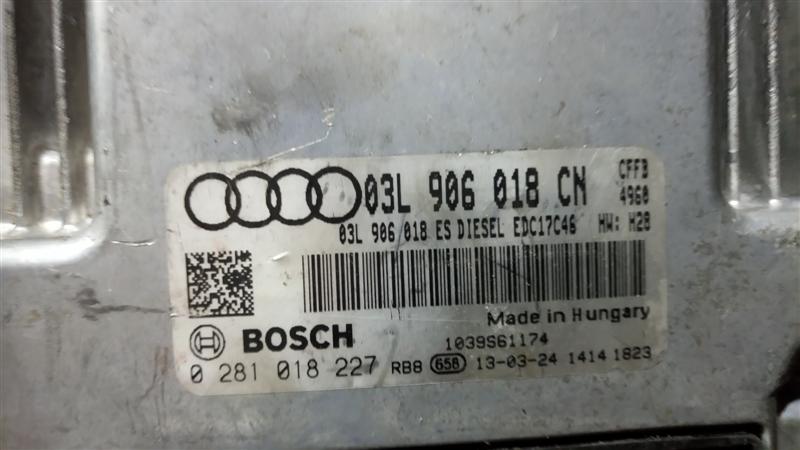 03L 906 018 CN CFFB
4960
03L 906 018 ES DIESEL EDC17C46 HW: H28
Made in Hungary
BOSCH 1039S61174
0 281 018 227 RB8 658 13-03-24 1414 1823